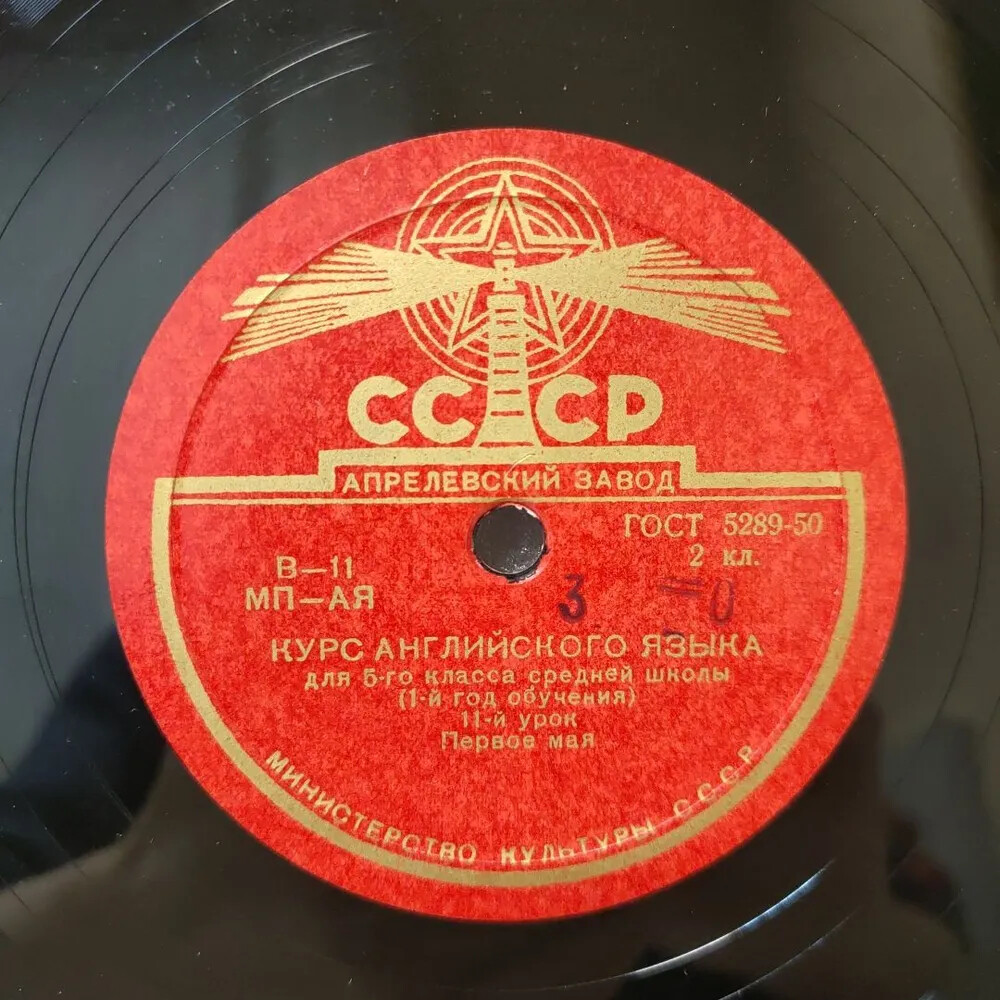 СССР
АПРЕЛЕВСКИЙ ЗАВОД
ГОСТ 5289-50
2 кл.
В—11
МП—АЯ
3 =0
КУРС АНГЛИЙСКОГО ЯЗЫКА
для 5-го класса средней школы
(1-й год обучения)
11-й урок
Первое мая
МИНИСТЕРСТВО КУЛЬТУРЫ СССР